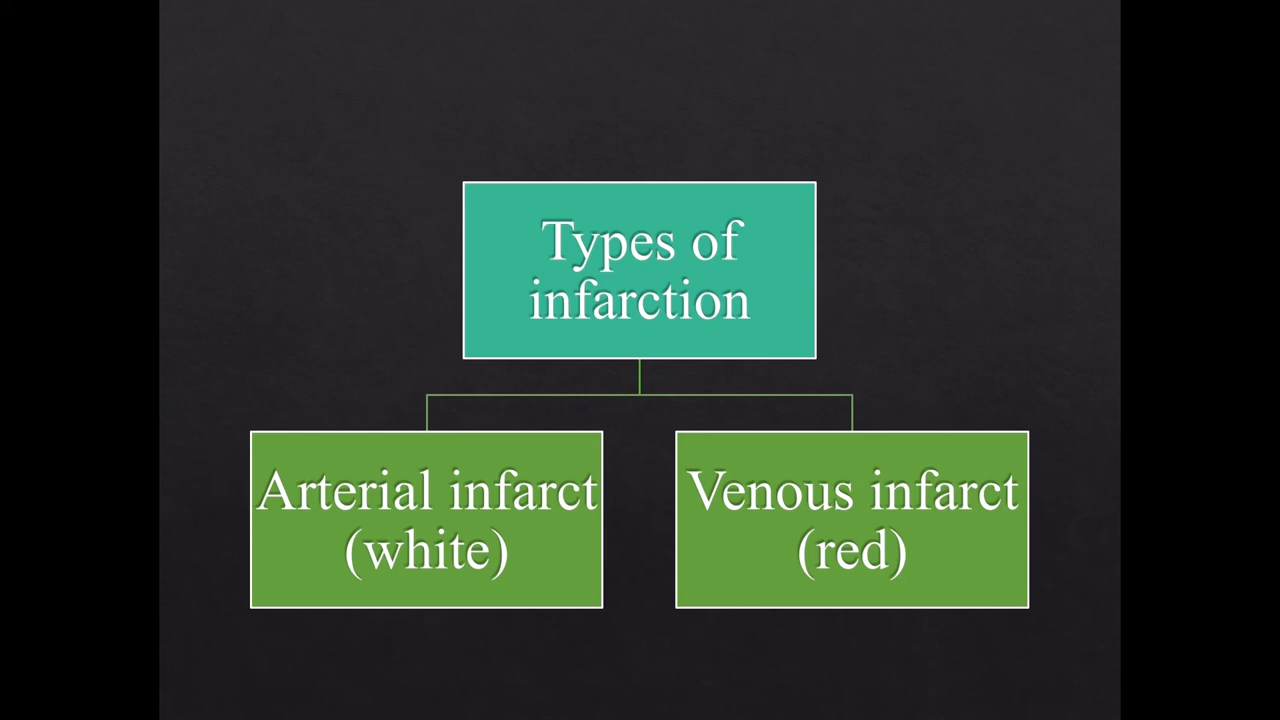 Types of
infarction
Arterial infarct
(white)
Venous infarct
(red)